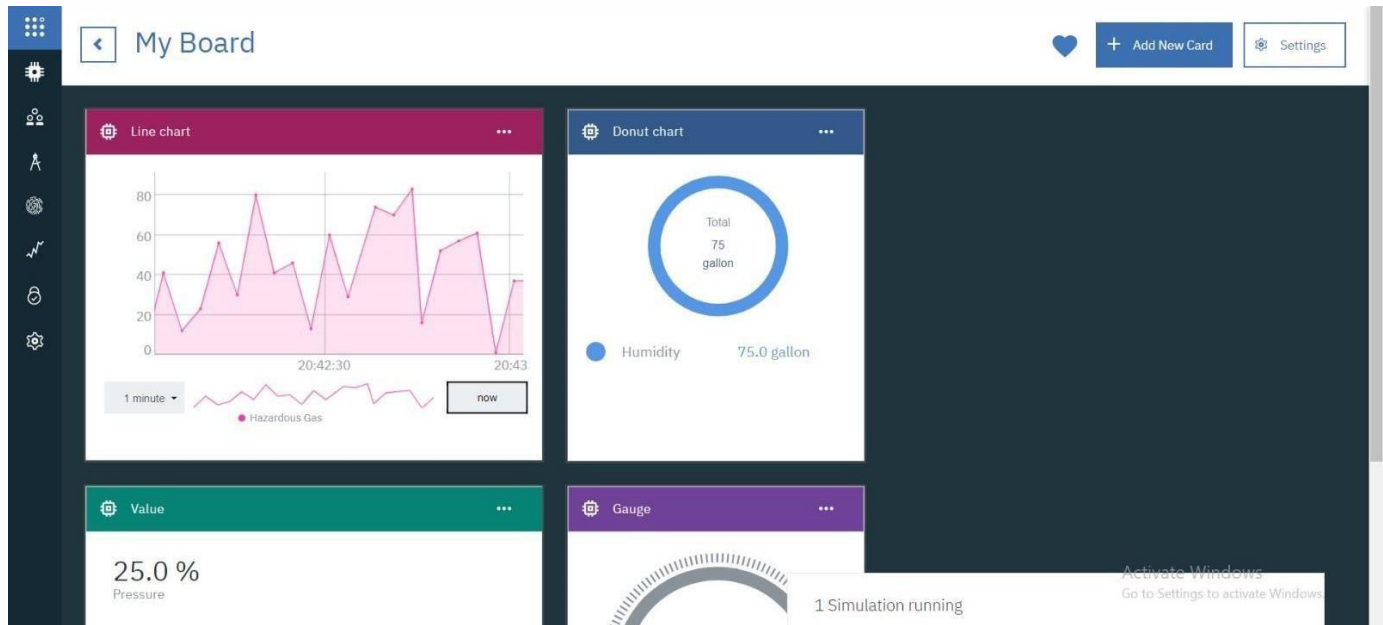 My Board
+ Add New Card
Settings
Line chart
80
60
40
20
0
20:42:30
20:43
1 minute
now
Hazardous Gas
Donut chart
Total
75
gallon
Humidity
75.0 gallon
Value
25.0 %
Pressure
Gauge
1 Simulation running
Activate Windows
Go to Settings to activate Windows.